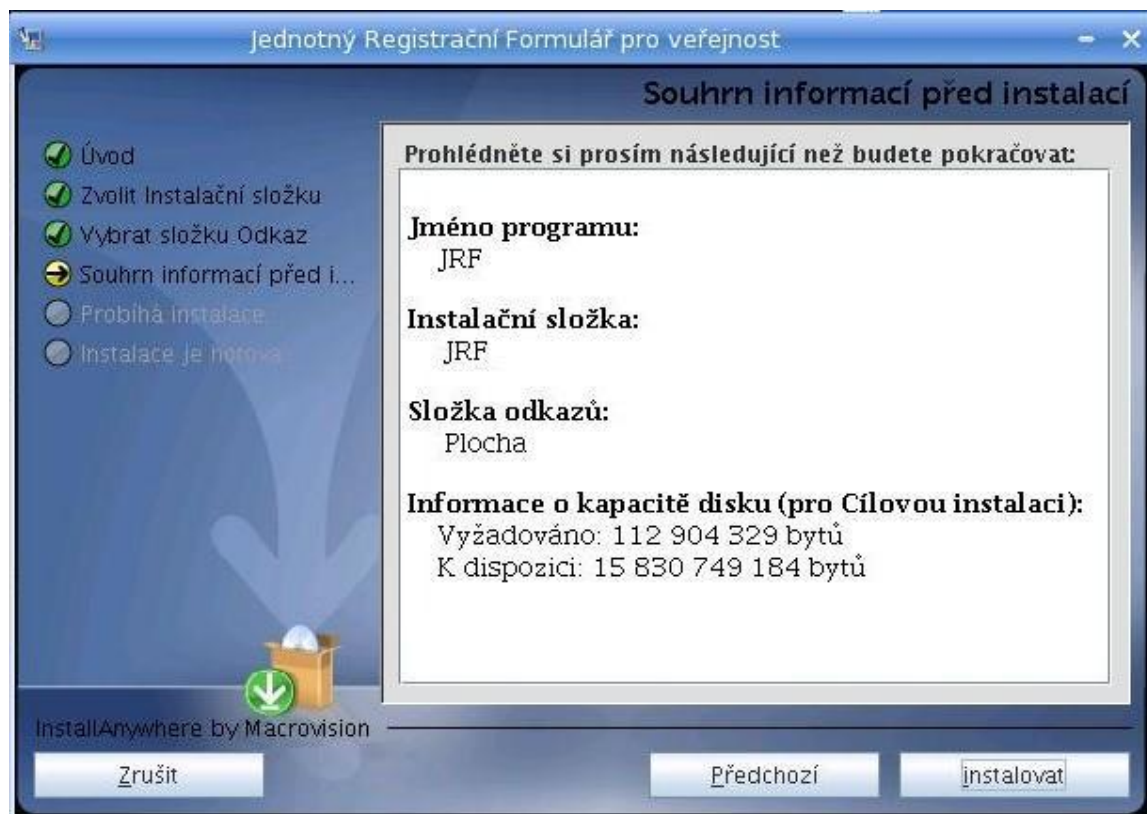 Jednotný Registrační Formulář pro veřejnost
Souhrn informací před instalací
Úvod
Zvolit Instalační složku
Vybrat složku Odkaz
Souhrn informací před i...
Probíhá instalace...
Instalace je hotova
Prohlédněte si prosím následující než budete pokračovat:
Jméno programu:
JRF
Instalační složka:
JRF
Složka odkazů:
Plocha
Informace o kapacitě disku (pro Cílovou instalaci):
Vyžadováno: 112 904 329 bytů
K dispozici: 15 830 749 184 bytů
InstallAnywhere by Macrovision
Zrušit
Předchozí
instalovat